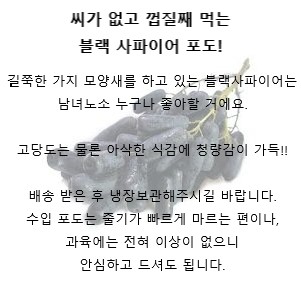 씨가 없고 껍질째 먹는
블랙 사파이어 포도!
길쭉한 가지 모양새를 하고 있는 블랙사파이어는
남녀노소 누구나 좋아할 거에요.
고당도는 물론 아삭한 식감에 청량감이 가득!!
배송 받은 후 냉장보관해주시길 바랍니다.
수입 포도는 줄기가 빠르게 마르는 편이나,
과육에는 전혀 이상이 없으니
안심하고 드셔도 됩니다.